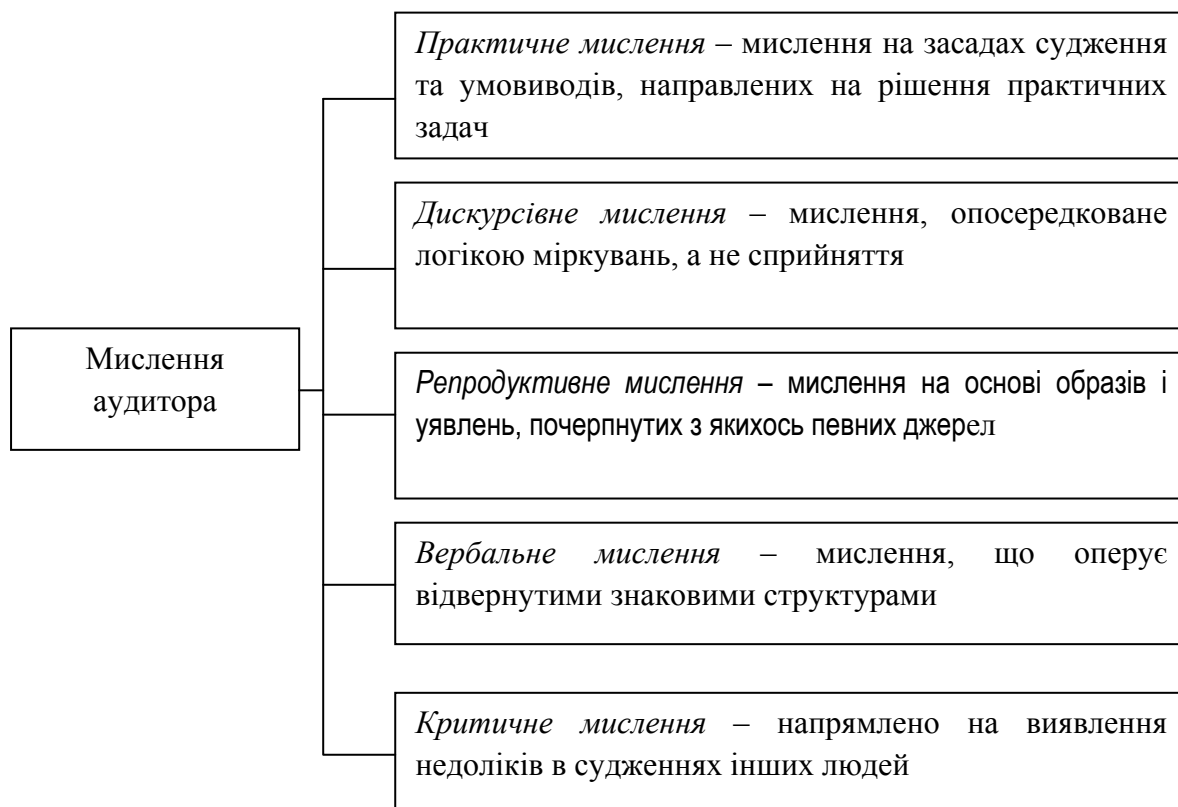 Практичне мислення – мислення на засадах судження
та умовиводів, направлених на рішення практичних
задач
Дискурсівне мислення – мислення, опосередковане
логікою міркувань, а не сприйняття
Мислення
аудитора
Репродуктивне мислення – мислення на основі образів і
уявлень, почерпнутих з якихось певних джерел
Вербальне мислення – мислення, що оперує
відвернутими знаковими структурами
Критичне мислення – напрямлено на виявлення
недоліків в судженнях інших людей